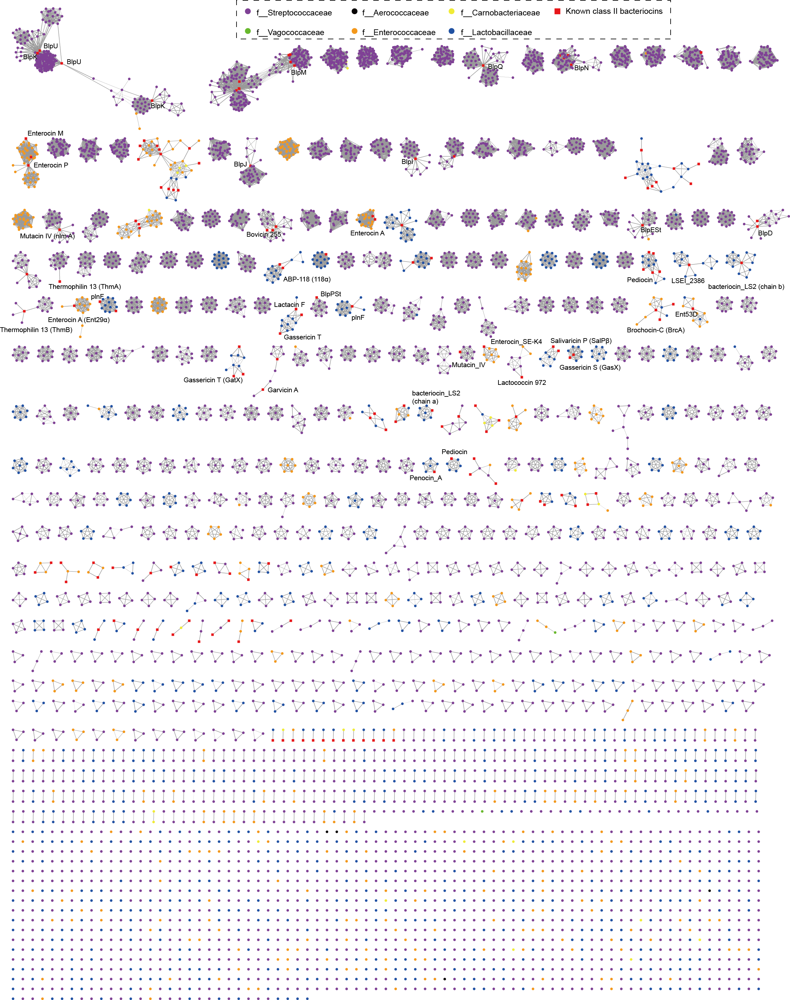 f__Streptococcaceae
f__Aerococcaceae
f__Carnobacteriaceae
Known class II bacteriocins
f__Vagococcaceae
f__Enterococcaceae
f__Lactobacillaceae
BlpU
BlpK
BlpU
BlpM
BlpQ
BlpN
BlpK
Enterocin M
Enterocin P
BlpJ
BlpI
Mutacin IV (nlmA)
Bovicin 255
Enterocin A
BlpESt
BlpD
Thermophilin 13 (ThmA)
ABP-118 (118α)
Pediocin
LSEI_2386
bacteriocin_LS2 (chain b)
plnF
Enterocin A (Ent29α)
Thermophilin 13 (ThmB)
Lactacin F
BlpPSt
plnF
Gassericin T
Ent53D
Brochocin-C (BrcA)
Enterocin_SE-K4
Salivaricin P (SalPβ)
Mutacin_IV
Gassericin S (GasX)
Gassericin T (GatX)
Lactococcin 972
Garvicin A
bacteriocin_LS2
(chain a)
Pediocin
Penocin_A